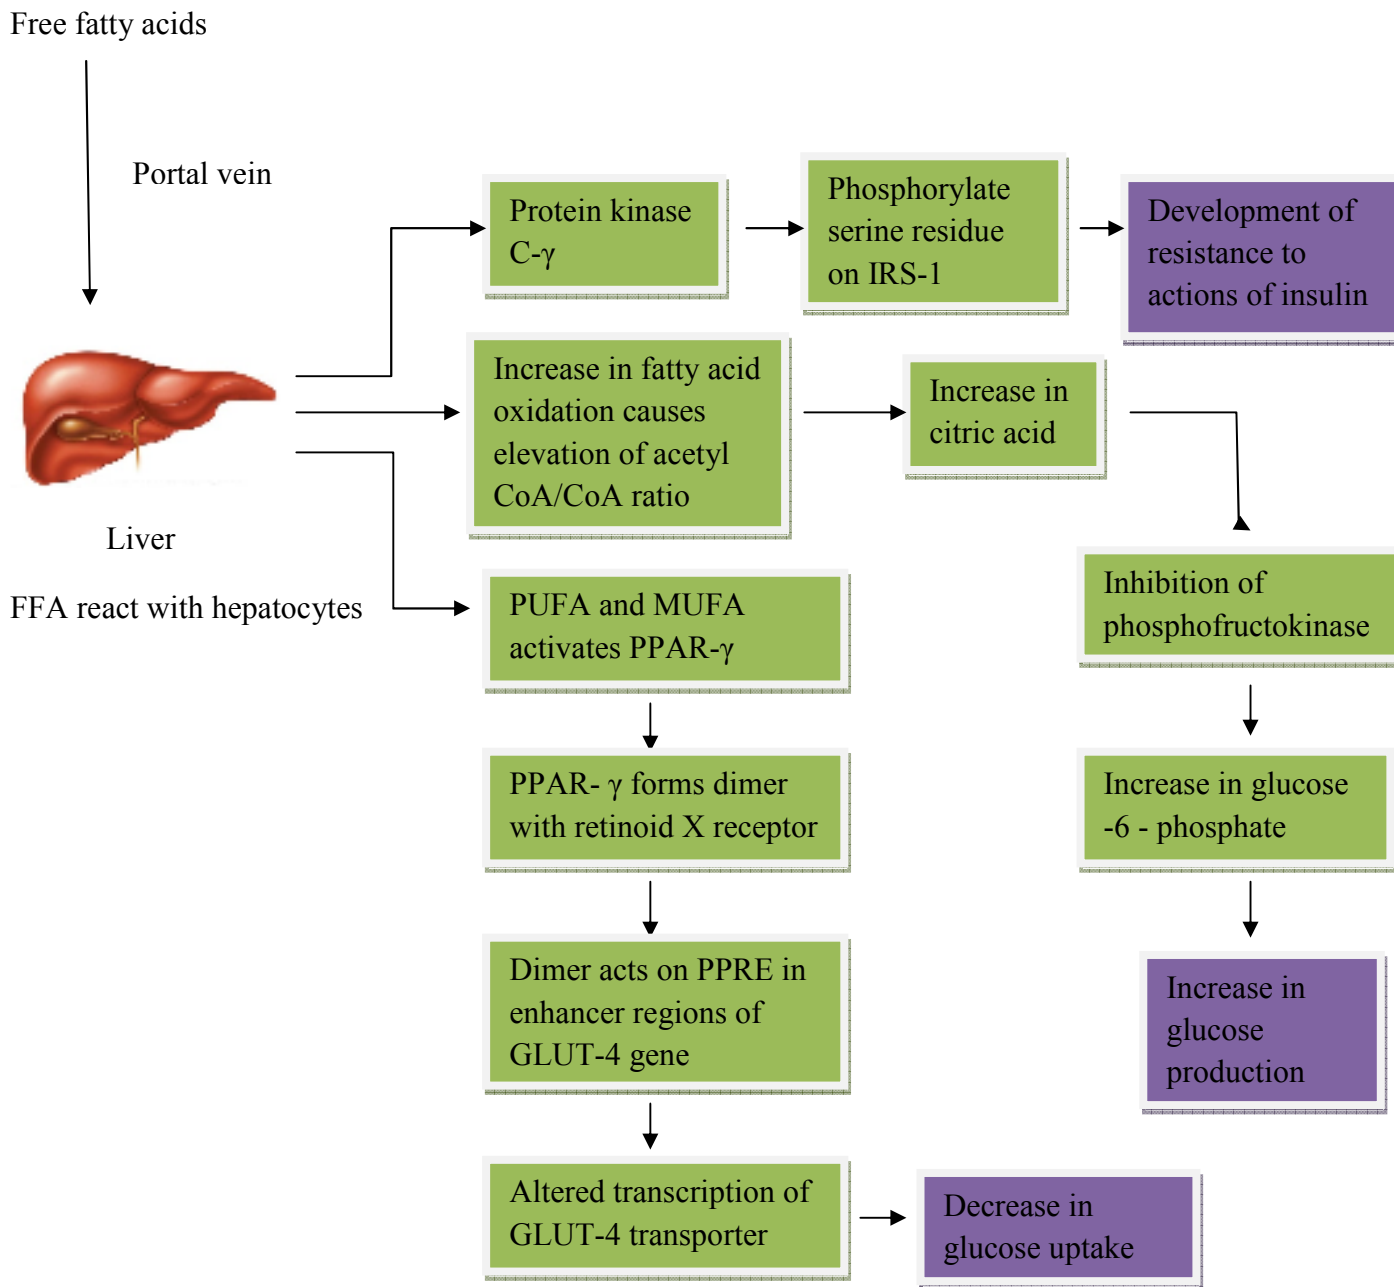 Free fatty acids
Portal vein
Protein kinase
C-γ
Phosphorylate
serine residue
on IRS-1
Development of
resistance to
actions of insulin
Increase in fatty acid
oxidation causes
elevation of acetyl
CoA/CoA ratio
Increase in
citric acid
Liver
FFA react with hepatocytes
PUFA and MUFA
activates PPAR-γ
Inhibition of
phosphofructokinase
PPAR- γ forms dimer
with retinoid X receptor
Increase in glucose
-6 - phosphate
Dimer acts on PPRE in
enhancer regions of
GLUT-4 gene
Increase in
glucose
production
Altered transcription of
GLUT-4 transporter
Decrease in
glucose uptake